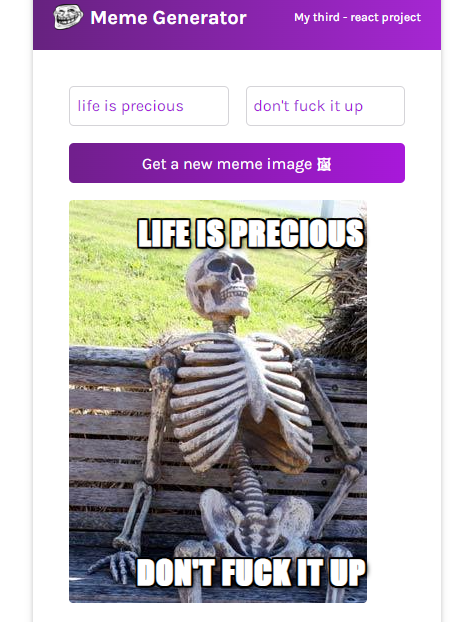 Meme Generator
My third - react project
life is precious
don't fuck it up
Get a new meme image 🖼
LIFE IS PRECIOUS
DON'T FUCK IT UP